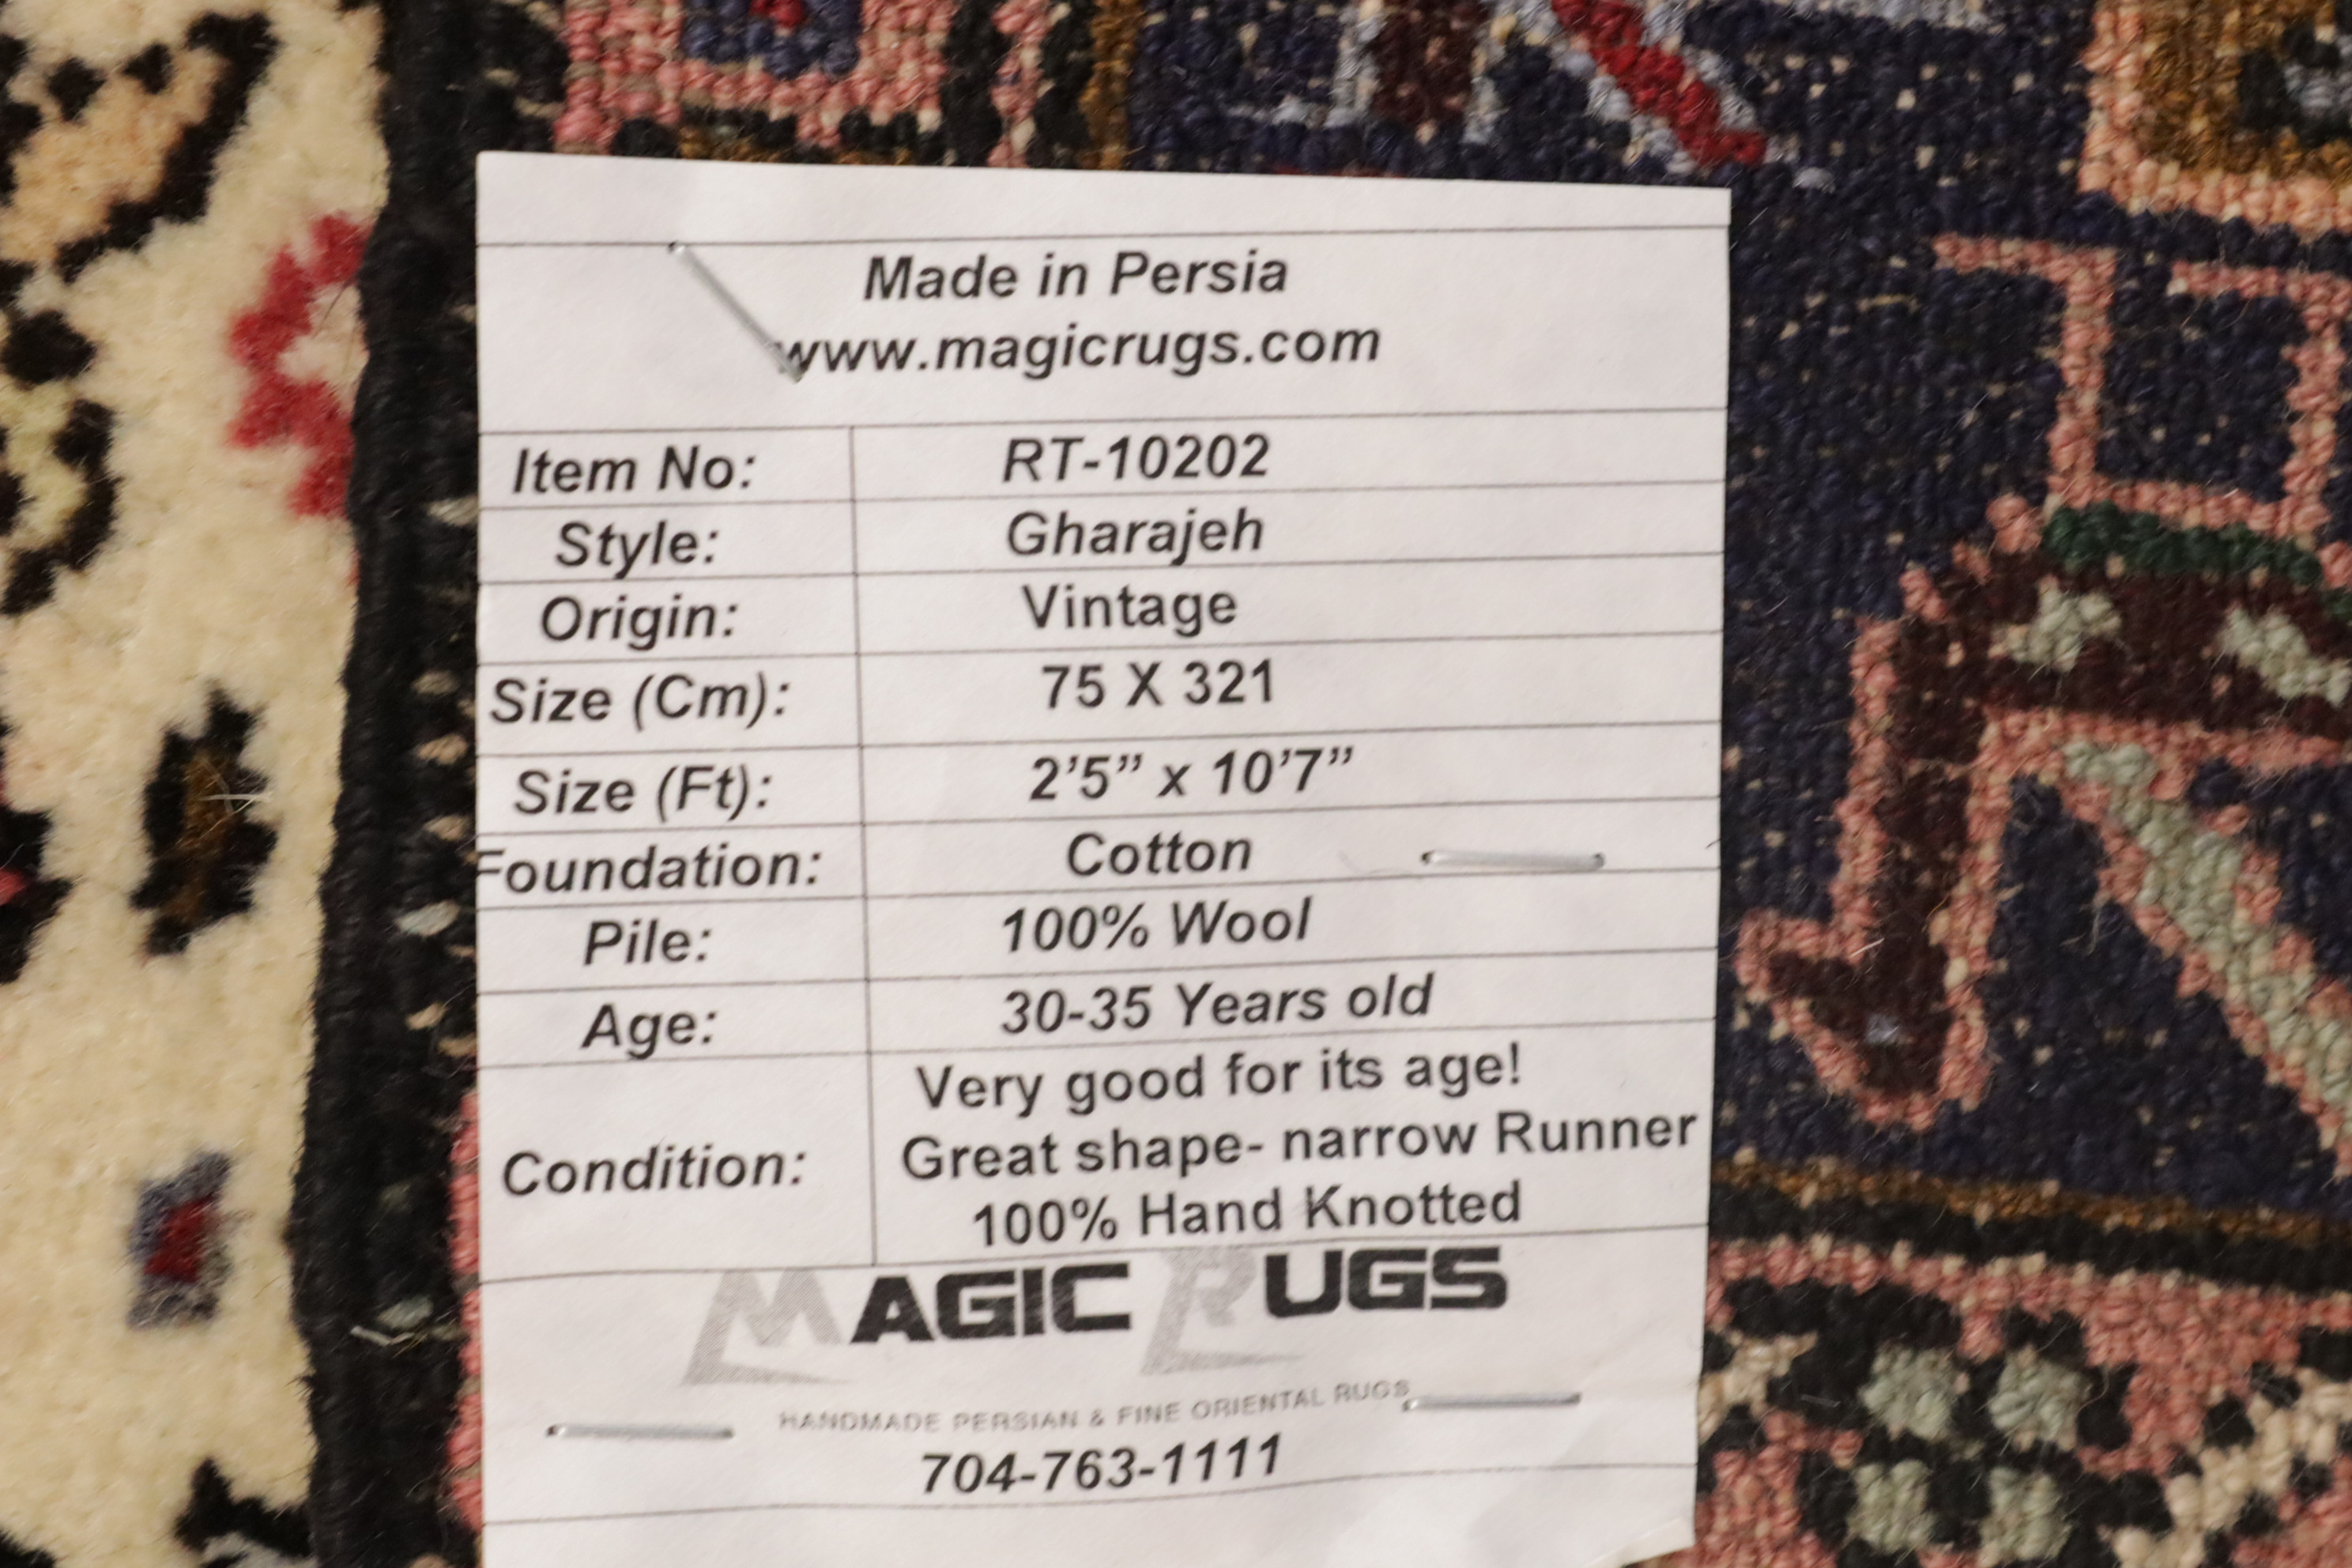 Made in Persia
www.magicrugs.com
Item No: RT-10202
Style: Gharajeh
Origin: Vintage
Size (Cm): 75 X 321
Size (Ft): 2’5” x 10’7”
Foundation: Cotton
Pile: 100% Wool
Age: 30-35 Years old
Condition: Very good for its age!
Great shape- narrow Runner
100% Hand Knotted
MAGIC RUGS
HANDMADE PERSIAN & FINE ORIENTAL RUGS
704-763-1111